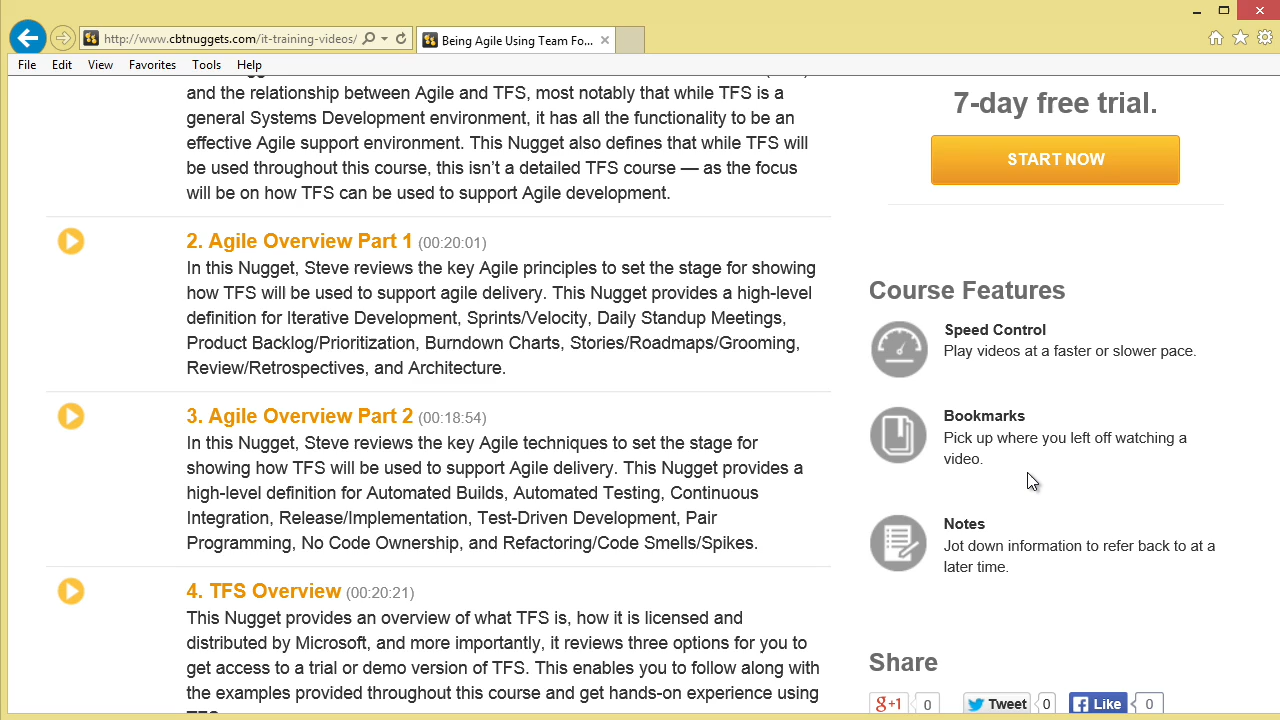 http://www.cbtnuggets.com/it-training-videos/
Being Agile Using Team Fo...
File Edit View Favorites Tools Help
and the relationship between Agile and TFS, most notably that while TFS is a
general Systems Development environment, it has all the functionality to be an
effective Agile support environment. This Nugget also defines that while TFS will
be used throughout this course, this isn't a detailed TFS course — as the focus
will be on how TFS can be used to support Agile development.
2. Agile Overview Part 1 (00:20:01)
In this Nugget, Steve reviews the key Agile principles to set the stage for showing
how TFS will be used to support agile delivery. This Nugget provides a high-level
definition for Iterative Development, Sprints/Velocity, Daily Standup Meetings,
Product Backlog/Prioritization, Burndown Charts, Stories/Roadmaps/Grooming,
Review/Retrospectives, and Architecture.
3. Agile Overview Part 2 (00:18:54)
In this Nugget, Steve reviews the key Agile techniques to set the stage for
showing how TFS will be used to support Agile delivery. This Nugget provides a
high-level definition for Automated Builds, Automated Testing, Continuous
Integration, Release/Implementation, Test-Driven Development, Pair
Programming, No Code Ownership, and Refactoring/Code Smells/Spikes.
4. TFS Overview (00:20:21)
This Nugget provides an overview of what TFS is, how it is licensed and
distributed by Microsoft, and more importantly, it reviews three options for you to
get access to a trial or demo version of TFS. This enables you to follow along with
the examples provided throughout this course and get hands-on experience using
7-day free trial.
START NOW
Course Features
Speed Control
Play videos at a faster or slower pace.
Bookmarks
Pick up where you left off watching a
video.
Notes
Jot down information to refer back to at a
later time.
Share
g+1 0 Tweet 0 Like 0